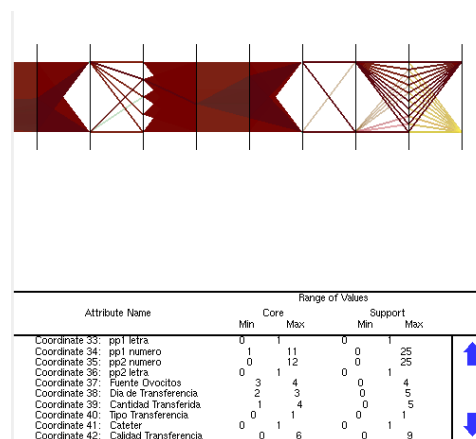 Range of Values
Attribute Name Core Support
Min Max Min Max
Coordinate 33: pp1 letra 0 1 0 1
Coordinate 34: pp1 numero 1 11 0 25
Coordinate 35: pp2 numero 0 12 0 25
Coordinate 36: pp2 letra 0 1 0 1
Coordinate 37: Fuente Ovocitos 3 4 0 4
Coordinate 38: Dia de Transferencia 2 3 0 5
Coordinate 39: Cantidad Transferida 1 4 0 5
Coordinate 40: Tipo Transferencia 0 1 0 1
Coordinate 41: Cateter 0 1 0 1
Coordinate 42: Calidad Transferencia 0 6 0 9